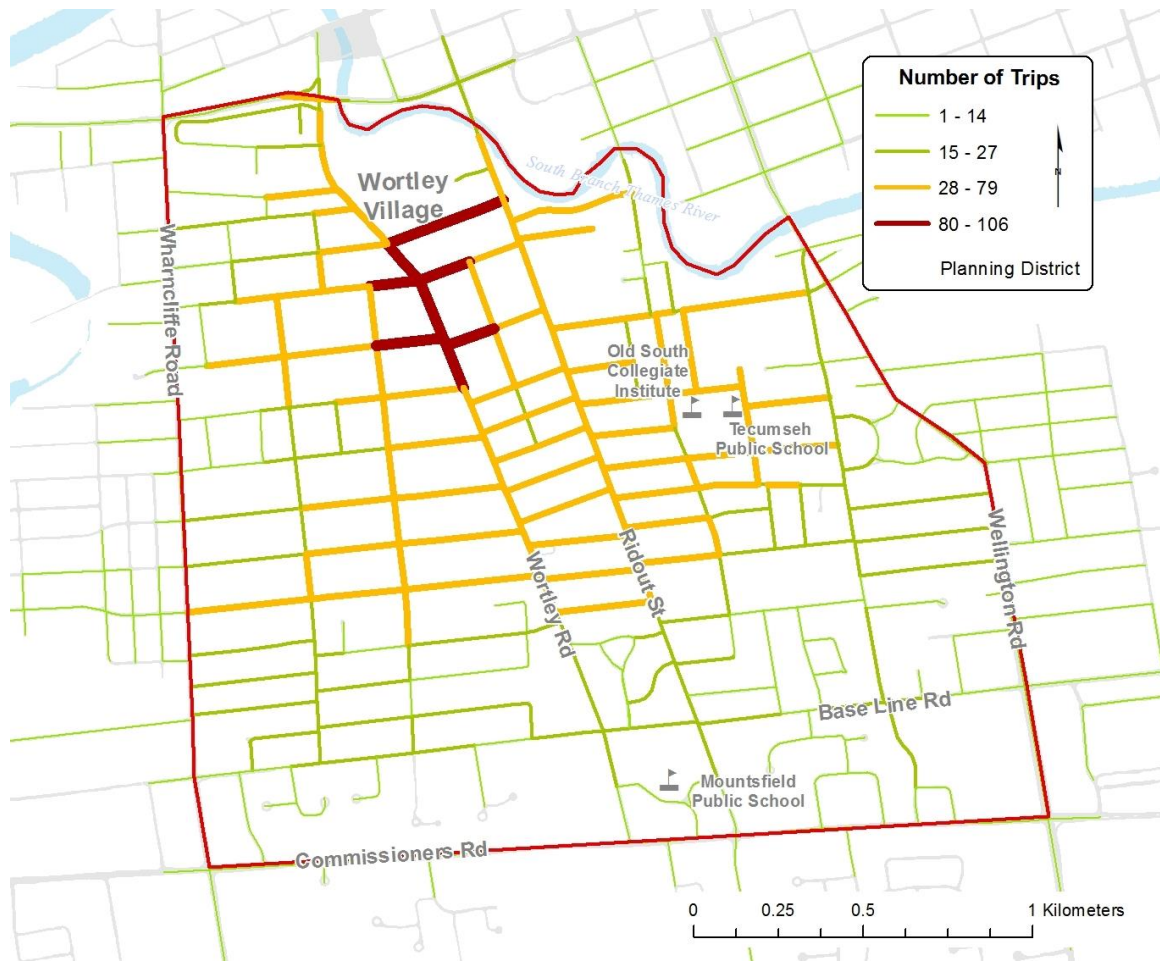 Number of Trips
1 - 14
15 - 27
28 - 79
80 - 106
Planning District
N
South Branch Thames River
Wortley
Village
Wharncliffe Road
Old South
Collegiate
Institute
Tecumseh
Public School
Wortley Rd
Ridout St
Wellington Rd
Base Line Rd
Mountsfield
Public School
Commissioners Rd
0 0.25 0.5 1 Kilometers